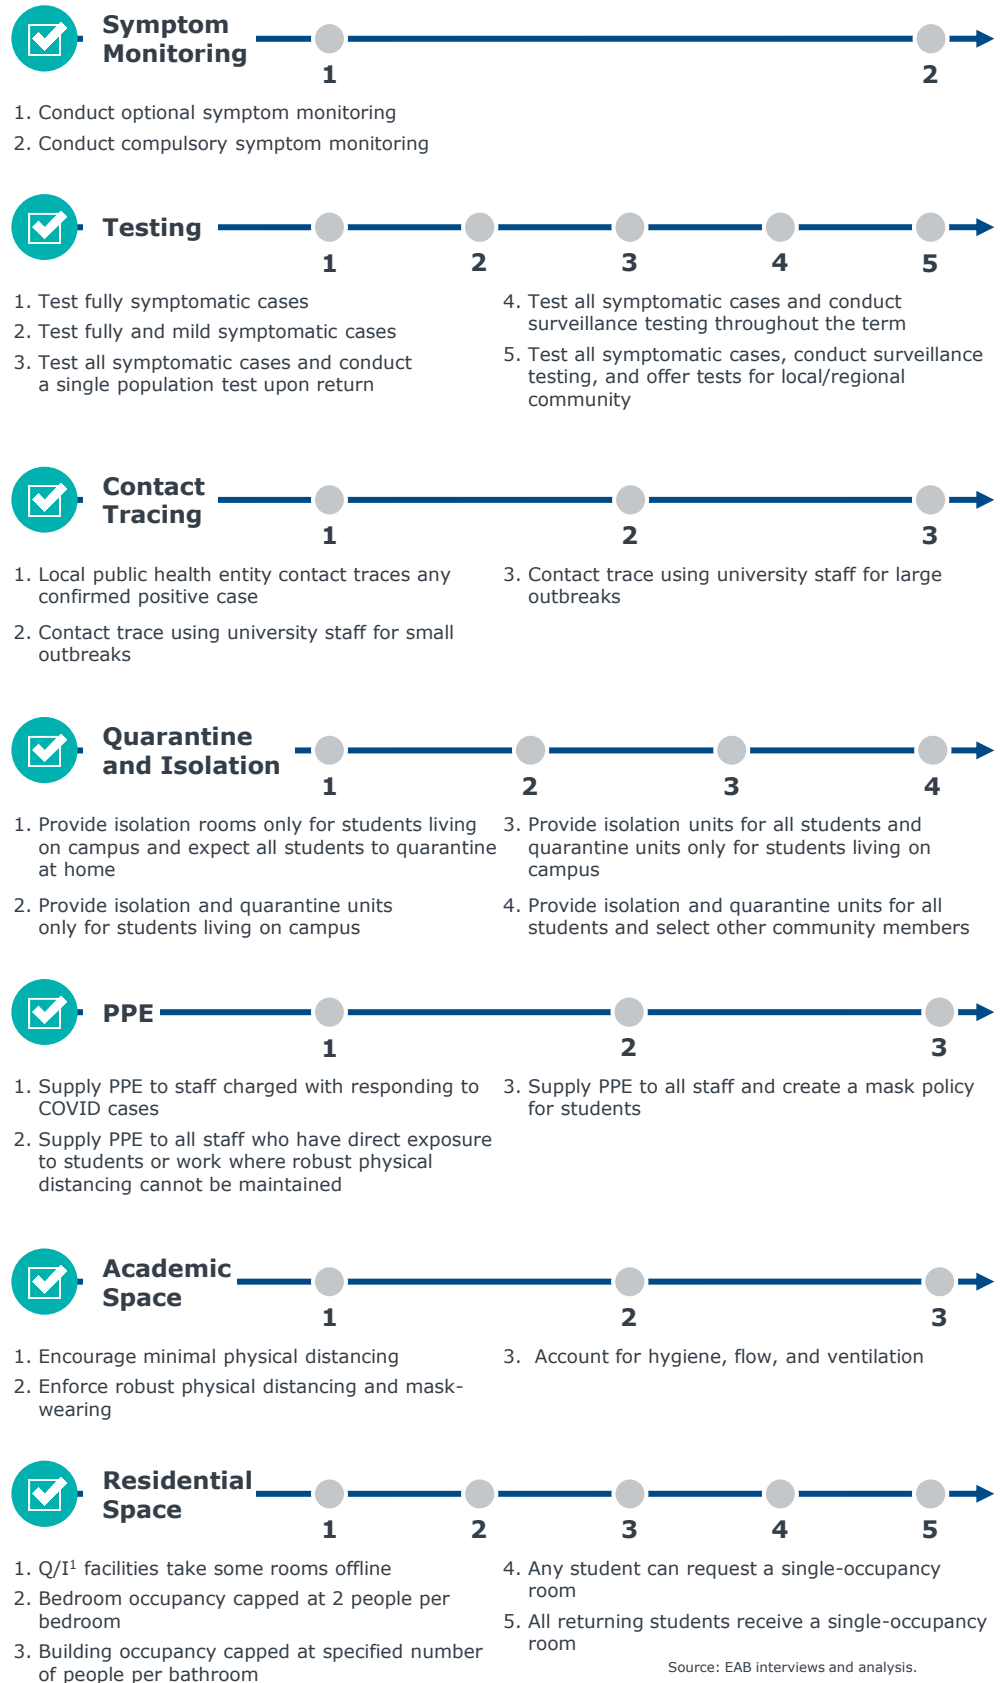 Symptom
Monitoring
1
2
1. Conduct optional symptom monitoring
2. Conduct compulsory symptom monitoring
Testing
1
2
3
4
5
1. Test fully symptomatic cases
2. Test fully and mild symptomatic cases
3. Test all symptomatic cases and conduct
a single population test upon return
4. Test all symptomatic cases and conduct
surveillance testing throughout the term
5. Test all symptomatic cases, conduct surveillance
testing, and offer tests for local/regional
community
Contact
Tracing
1
2
3
1. Local public health entity contact traces any
confirmed positive case
2. Contact trace using university staff for small
outbreaks
3. Contact trace using university staff for large
outbreaks
Quarantine
and Isolation
1
2
3
4
1. Provide isolation rooms only for students living
on campus and expect all students to quarantine
at home
2. Provide isolation and quarantine units
only for students living on campus
3. Provide isolation units for all students and
quarantine units only for students living on
campus
4. Provide isolation and quarantine units for all
students and select other community members
PPE
1
2
3
1. Supply PPE to staff charged with responding to
COVID cases
2. Supply PPE to all staff who have direct exposure
to students or work where robust physical
distancing cannot be maintained
3. Supply PPE to all staff and create a mask policy
for students
Academic
Space
1
2
3
1. Encourage minimal physical distancing
2. Enforce robust physical distancing and mask-
wearing
3. Account for hygiene, flow, and ventilation
Residential
Space
1
2
3
4
5
1. Q/I¹ facilities take some rooms offline
2. Bedroom occupancy capped at 2 people per
bedroom
3. Building occupancy capped at specified number
of people per bathroom
4. Any student can request a single-occupancy
room
5. All returning students receive a single-occupancy
room
Source: EAB interviews and analysis.